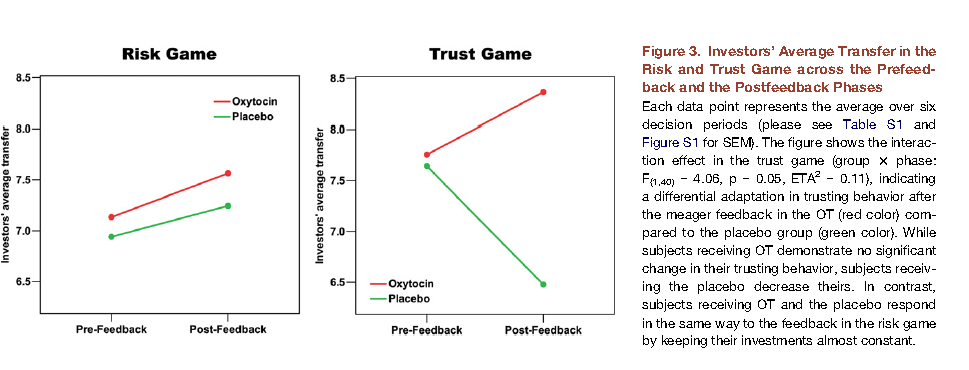 Risk Game
8.5
8.0
7.5
7.0
6.5
Investors' average transfer
Oxytocin
Placebo
Pre-Feedback
Post-Feedback
Trust Game
8.5
8.0
7.5
7.0
6.5
Investors' average transfer
Oxytocin
Placebo
Pre-Feedback
Post-Feedback
Figure 3. Investors' Average Transfer in the
Risk and Trust Game across the Prefeed-
back and the Postfeedback Phases
Each data point represents the average over six
decision periods (please see Table S1 and
Figure S1 for SEM). The figure shows the interac-
tion effect in the trust game (group × phase:
F(1,40) − 4.06, p − 0.05, ETA² − 0.11), indicating
a differential adaptation in trusting behavior after
the meager feedback in the OT (red color) com-
pared to the placebo group (green color). While
subjects receiving OT demonstrate no significant
change in their trusting behavior, subjects receiv-
ing the placebo decrease theirs. In contrast,
subjects receiving OT and the placebo respond
in the same way to the feedback in the risk game
by keeping their investments almost constant.